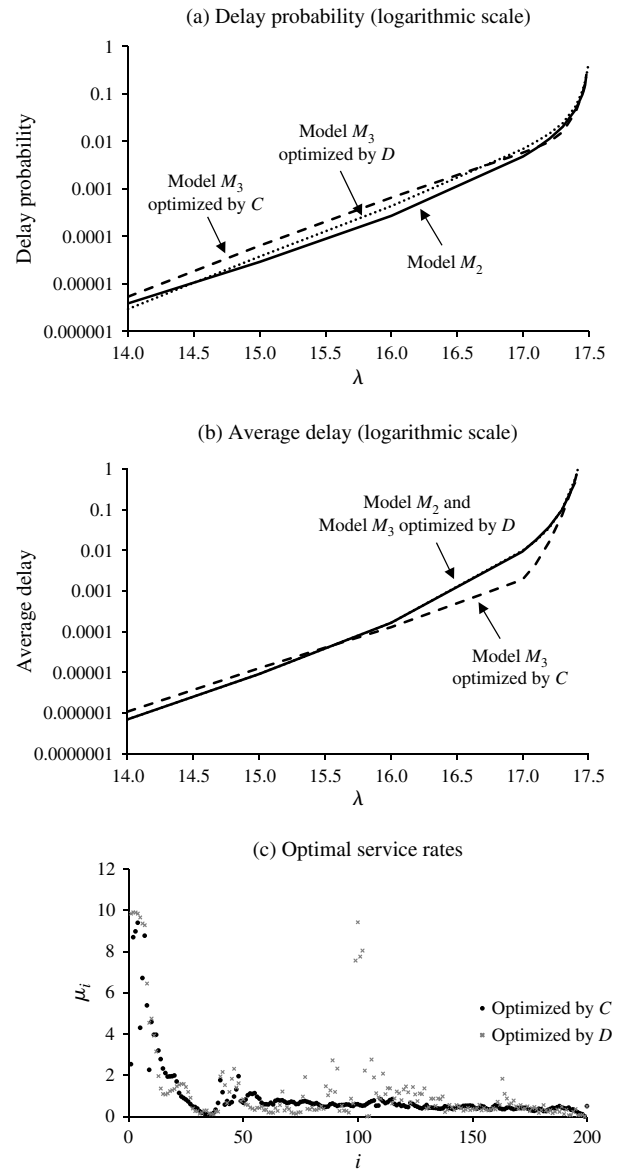 (a) Delay probability (logarithmic scale)
1
0.1
0.01
0.001
0.0001
0.00001
0.000001
Delay probability
Model M3
optimized by D
Model M3
optimized by C
Model M2
14.0 14.5 15.0 15.5 16.0 16.5 17.0 17.5
λ
(b) Average delay (logarithmic scale)
1
0.1
0.01
0.001
0.0001
0.00001
0.000001
0.0000001
Average delay
Model M2 and
Model M3 optimized by D
Model M3
optimized by C
14.0 14.5 15.0 15.5 16.0 16.5 17.0 17.5
λ
(c) Optimal service rates
12
10
8
6
4
2
0
μi
Optimized by C
Optimized by D
0 50 100 150 200
i